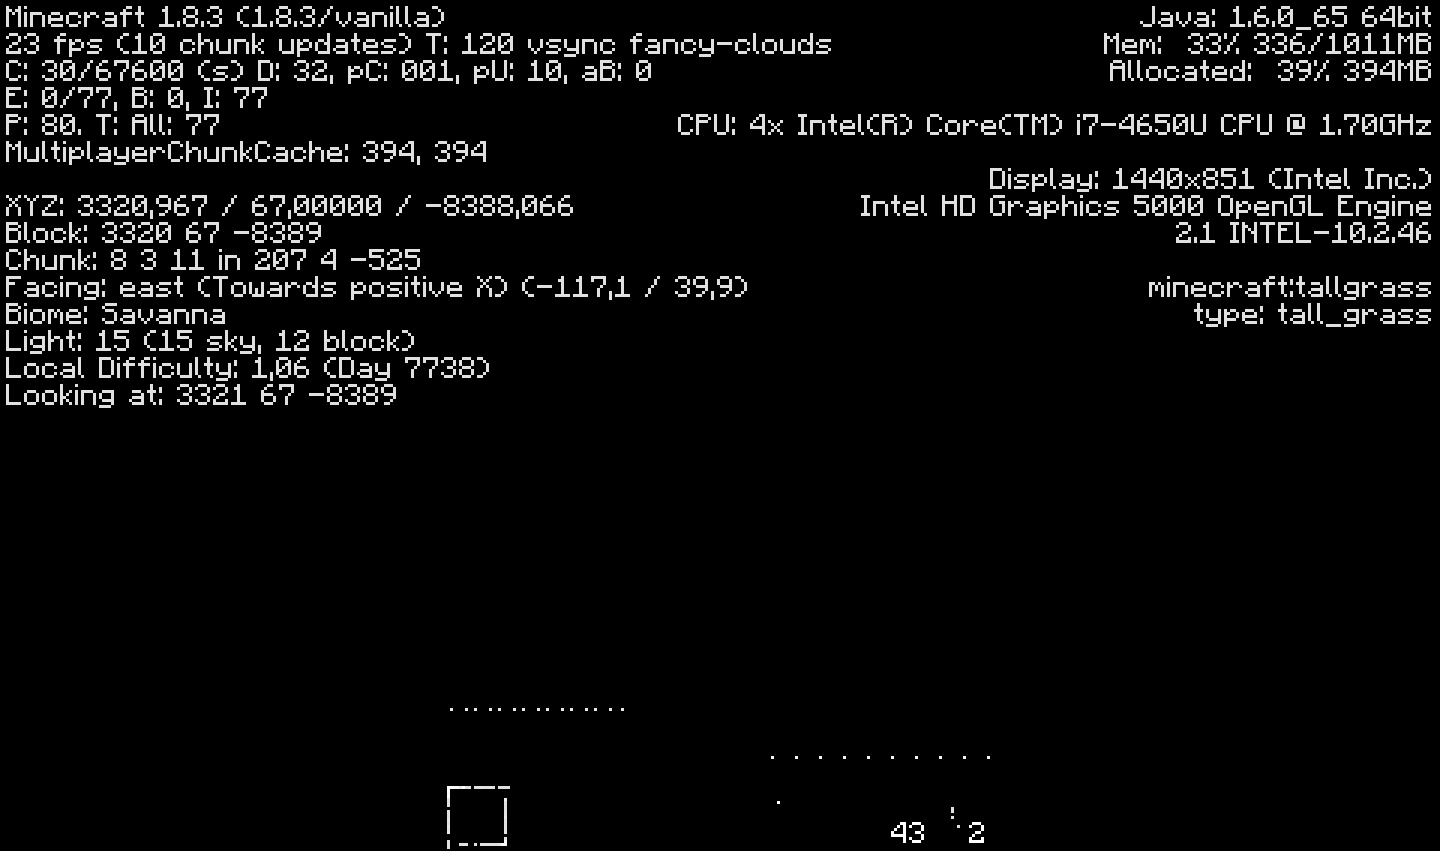 Minecraft 1.8.3 (1.8.3/vanilla)
23 fps (10 chunk updates) T: 120 vsync fancy-clouds
C: 30/67600 (s) D: 32, pC: 001, pU: 10, aB: 0
E: 0/77, B: 0, I: 77
P: 80. T: All: 77
MultiplayerChunkCache: 394, 394
XYZ: 3320,967 / 67,00000 / -8388,066
Block: 3320 67 -8389
Chunk: 8 3 11 in 207 4 -525
Facing: east (Towards positive X) (-117,1 / 39,9)
Biome: Savanna
Light: 15 (15 sky, 12 block)
Local Difficulty: 1,06 (Day 7738)
Looking at: 3321 67 -8389
Java: 1.6.0_65 64bit
Mem: 33% 336/1011MB
Allocated: 39% 394MB
CPU: 4x Intel(R) Core(TM) i7-4650U CPU @ 1.70GHz
Display: 1440x851 (Intel Inc.)
Intel HD Graphics 5000 OpenGL Engine
2.1 INTEL-10.2.46
minecraft:tallgrass
type: tall_grass
43 2